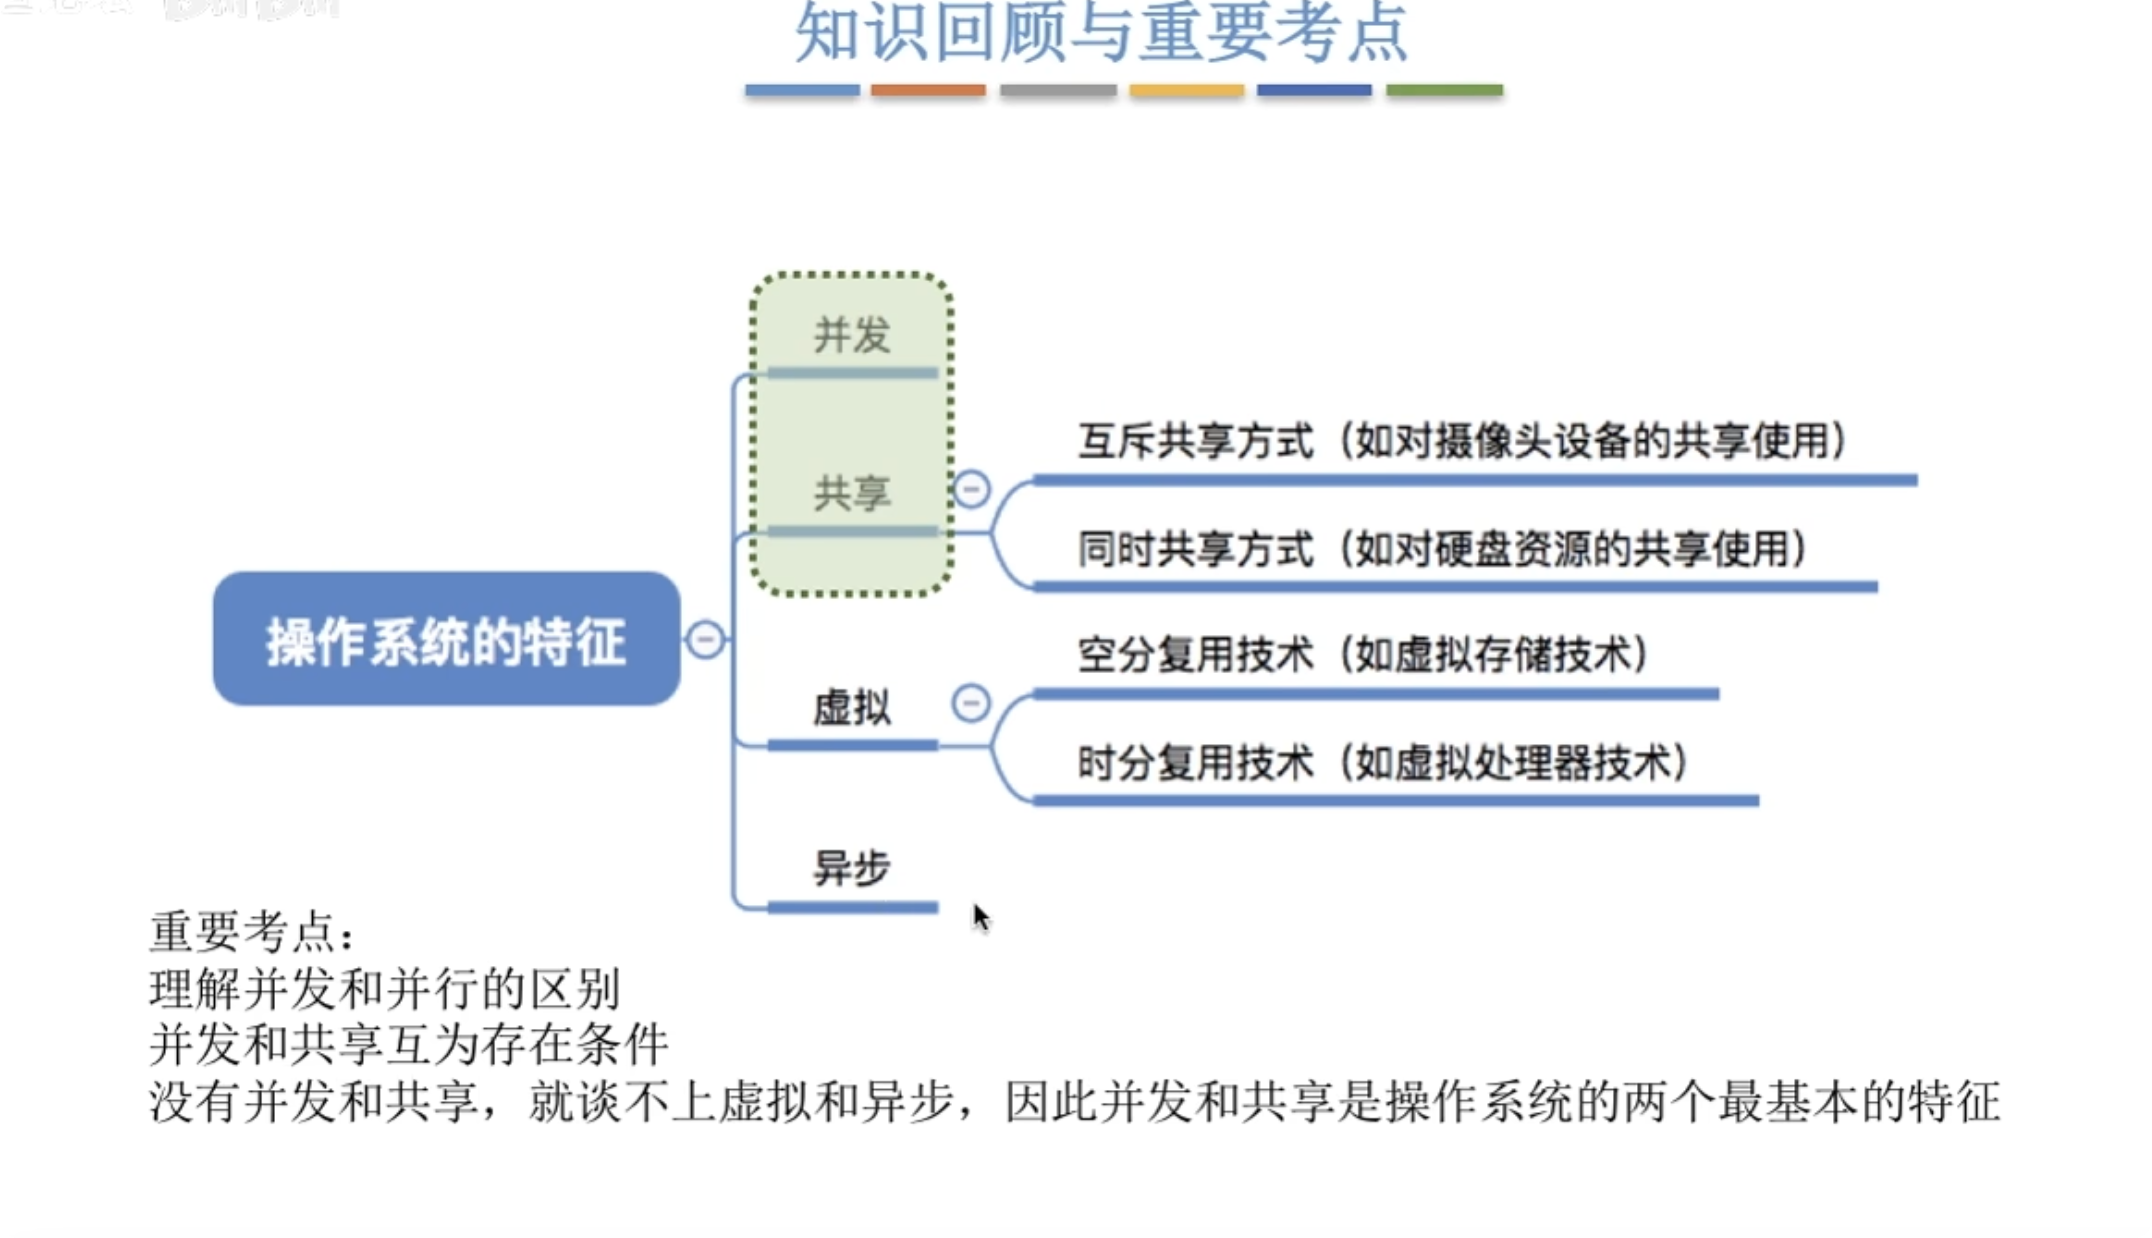 知识回顾与重要考点
并发
共享
互斥共享方式（如对摄像头设备的共享使用）
同时共享方式（如对硬盘资源的共享使用）
操作系统的特征
虚拟
空分复用技术（如虚拟存储技术）
时分复用技术（如虚拟处理器技术）
异步
重要考点：
理解并发和并行的区别
并发和共享互为存在条件
没有并发和共享，就谈不上虚拟和异步，因此并发和共享是操作系统的两个最基本的特征